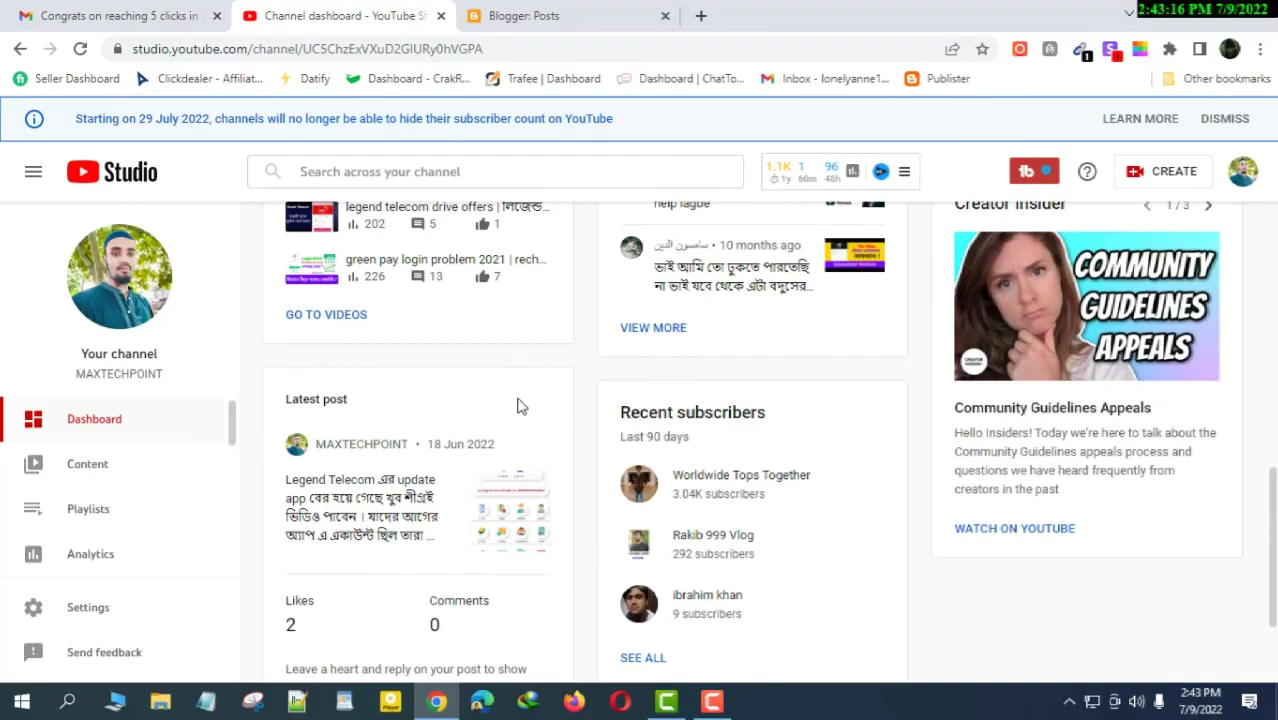 Congrats on reaching 5 clicks in
Channel dashboard - YouTube St
Blogger: Posts
2:43:16 PM 7/9/2022
studio.youtube.com/channel/UC5ChzExVXuD2GlURy0hVGPA
1
Seller Dashboard
Clickdealer - Affiliat...
Datify
Dashboard - CrakR...
Trafee | Dashboard
Dashboard | ChatTo...
Inbox - lonelyanne1...
Publister
Other bookmarks
Starting on 29 July 2022, channels will no longer be able to hide their subscriber count on YouTube
LEARN MORE
DISMISS
Studio
Search across your channel
1.1K 1 96
1y 60m 48h
CREATE
Your channel
MAXTECHPOINT
Dashboard
Content
Playlists
Analytics
Settings
Send feedback
legend telecom drive offers | লিজেন্ড...
202 5 1
green pay login problem 2021 | rech...
226 13 7
GO TO VIDEOS
Latest post
MAXTECHPOINT • 18 Jun 2022
Legend Telecom এর update
app বের হয়ে গেছে খুব শীগ্রই
ভিডিও পাবেন । যাদের আগের
অ্যাপ এ একাউন্ট ছিল তারা ...
Likes
Comments
2
0
Leave a heart and reply on your post to show
help lagbe
سامسون الدين • 10 months ago
ভাই আমি তো ঢুকতে পারতেছি
না ভাই যবে থেকে এটা বদুসের...
VIEW MORE
Recent subscribers
Last 90 days
Worldwide Tops Together
3.04K subscribers
Rakib 999 Vlog
292 subscribers
ibrahim khan
9 subscribers
SEE ALL
Creator Insider
1 / 3
COMMUNITY
GUIDELINES
APPEALS
Community Guidelines Appeals
Hello Insiders! Today we're here to talk about the
Community Guidelines appeals process and
questions we have heard frequently from
creators in the past
WATCH ON YOUTUBE
2:43 PM
7/9/2022